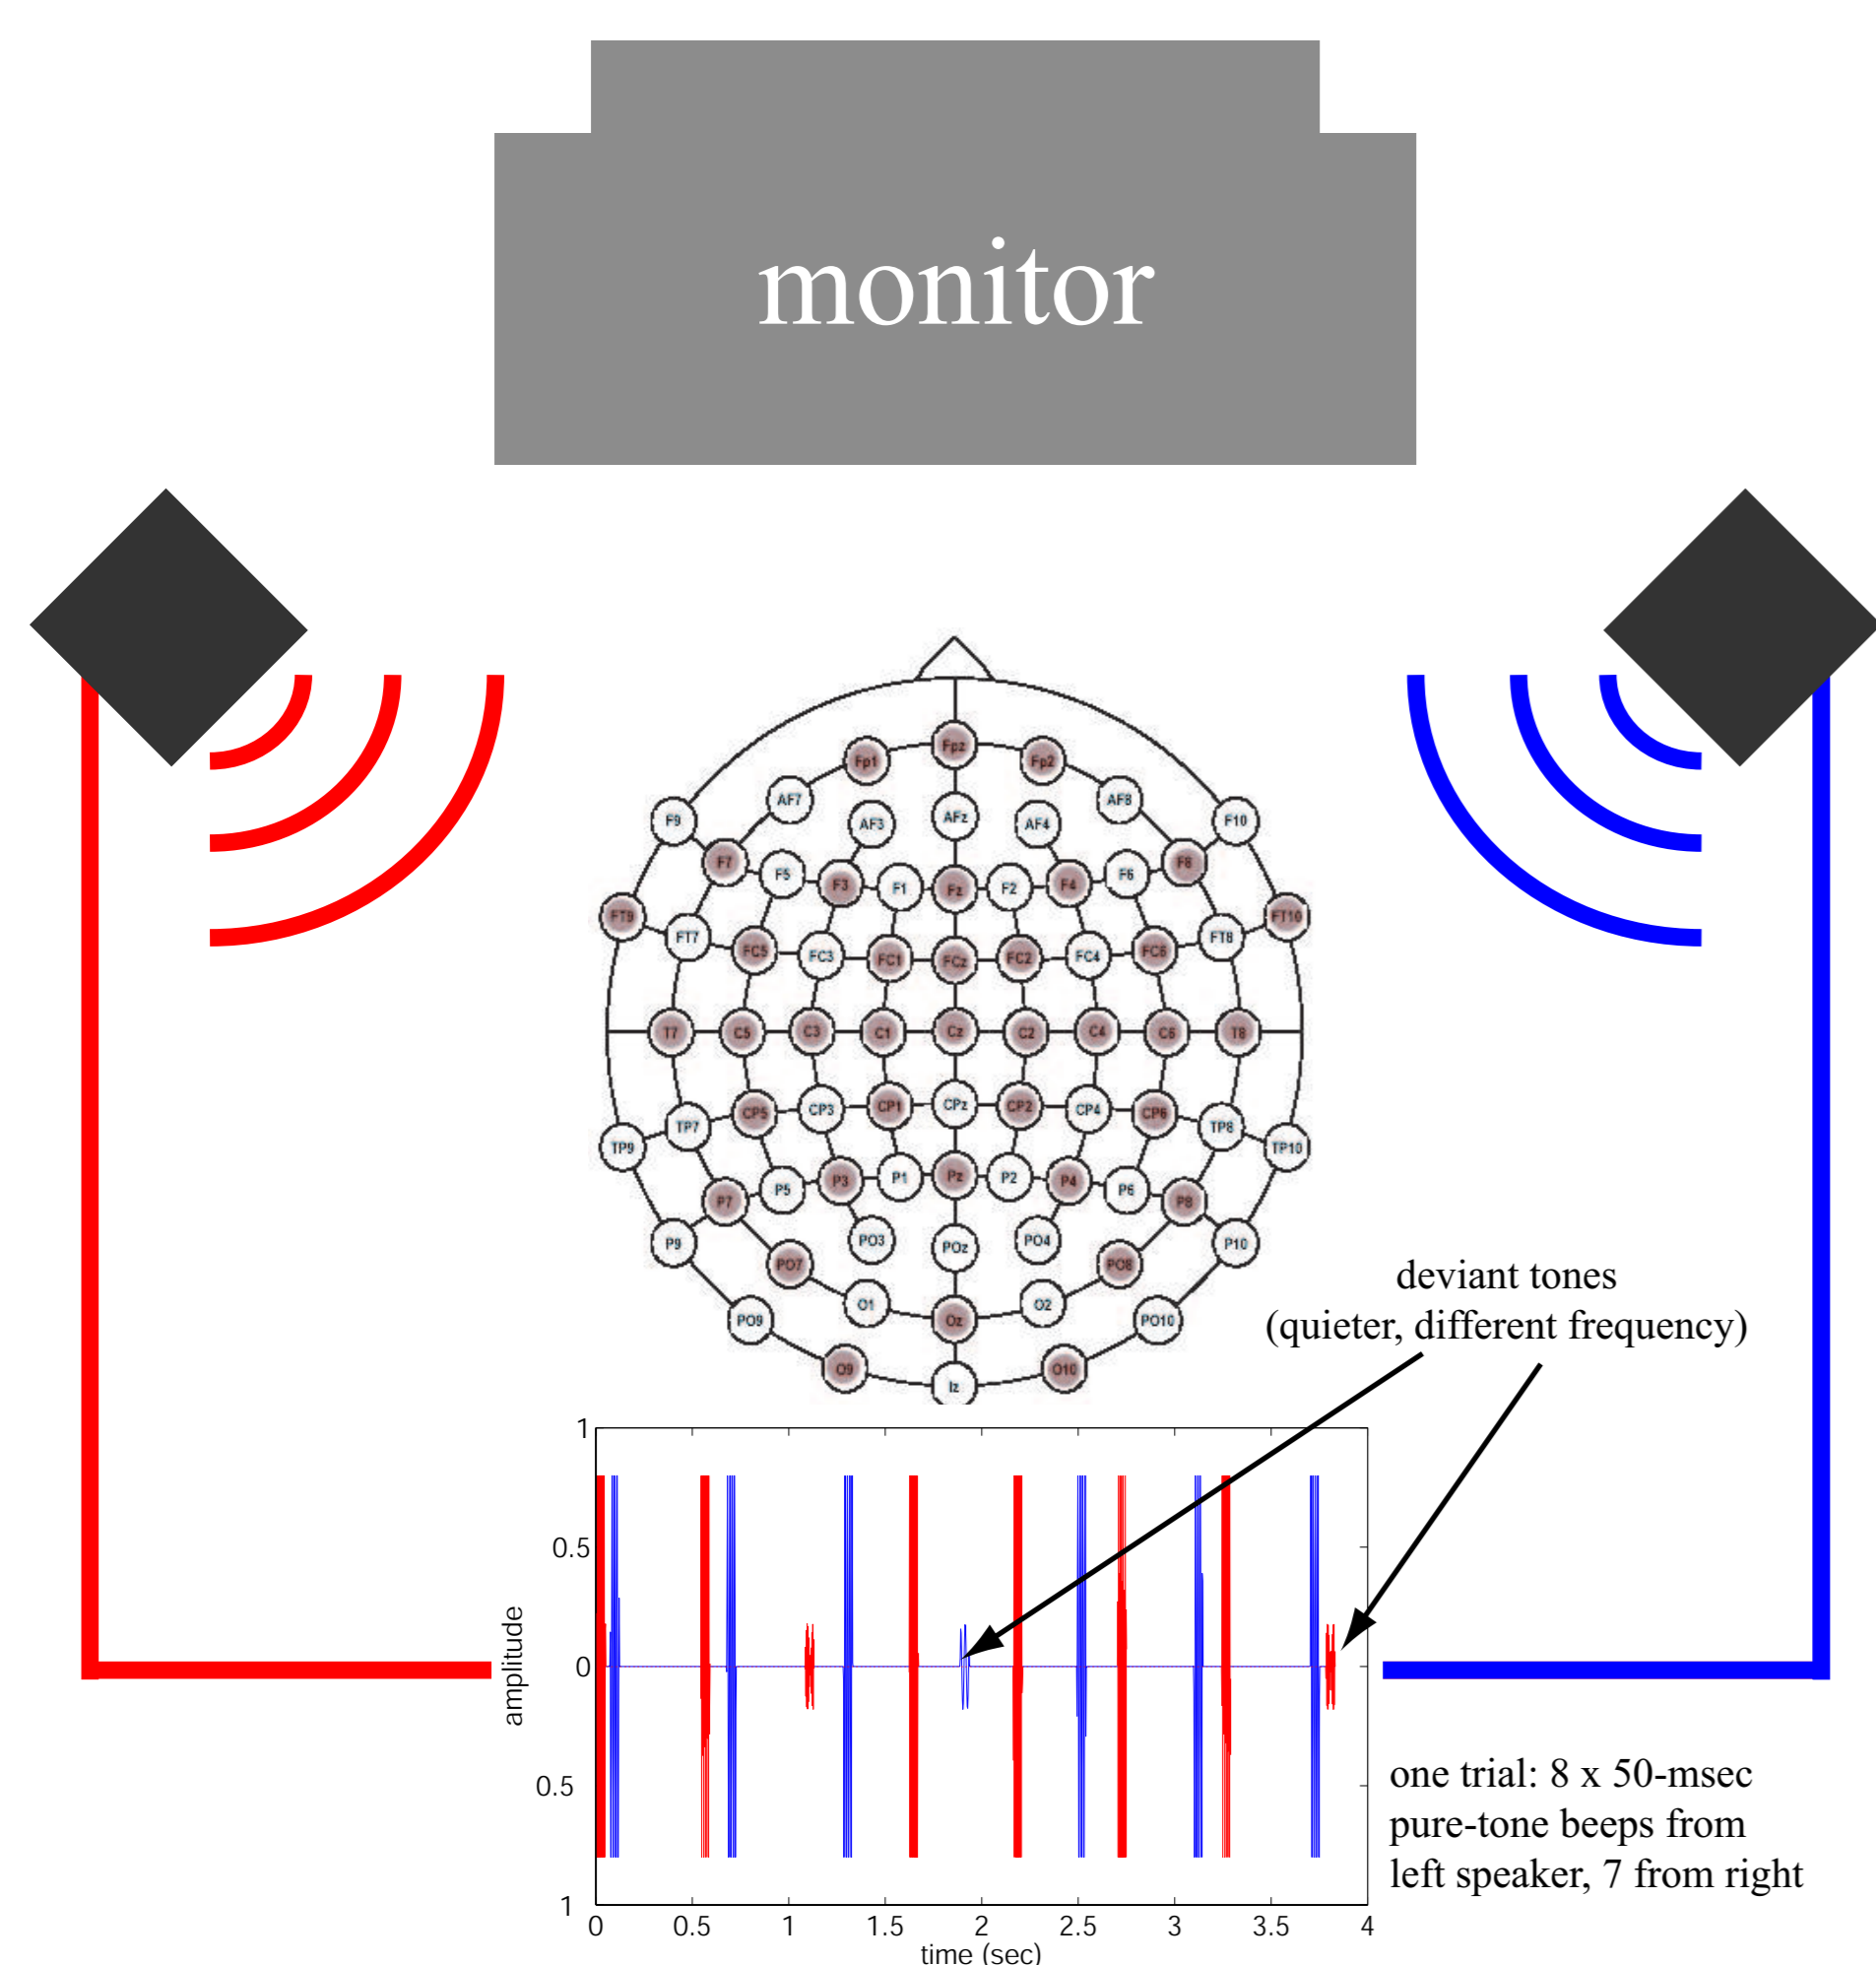 monitor
Fpz
Fp1 Fp2
AF7 AF8
AF3 AFz AF4
F9 F10
F7 F5 F3 F1 Fz F2 F4 F6 F8
FT9 FT10
FT7 FC5 FC3 FC1 FCz FC2 FC4 FC6 FT8
T7 C5 C3 C1 Cz C2 C4 C6 T8
CP5 CP3 CP1 CPz CP2 CP4 CP6
TP9 TP7 TP8 TP10
P7 P5 P3 P1 Pz P2 P4 P6 P8
P9 PO3 POz PO4 P10
PO7 PO8
O1 O2
PO9 Oz PO10
O9 Iz O10
deviant tones
(quieter, different frequency)
1
0.5
0
0.5
1
amplitude
0 0.5 1 1.5 2 2.5 3 3.5 4
time (sec)
one trial: 8 x 50-msec
pure-tone beeps from
left speaker, 7 from right